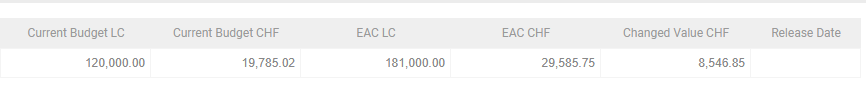 Current Budget LC Current Budget CHF EAC LC EAC CHF Changed Value CHF Release Date
120,000.00 19,785.02 181,000.00 29,585.75 8,546.85